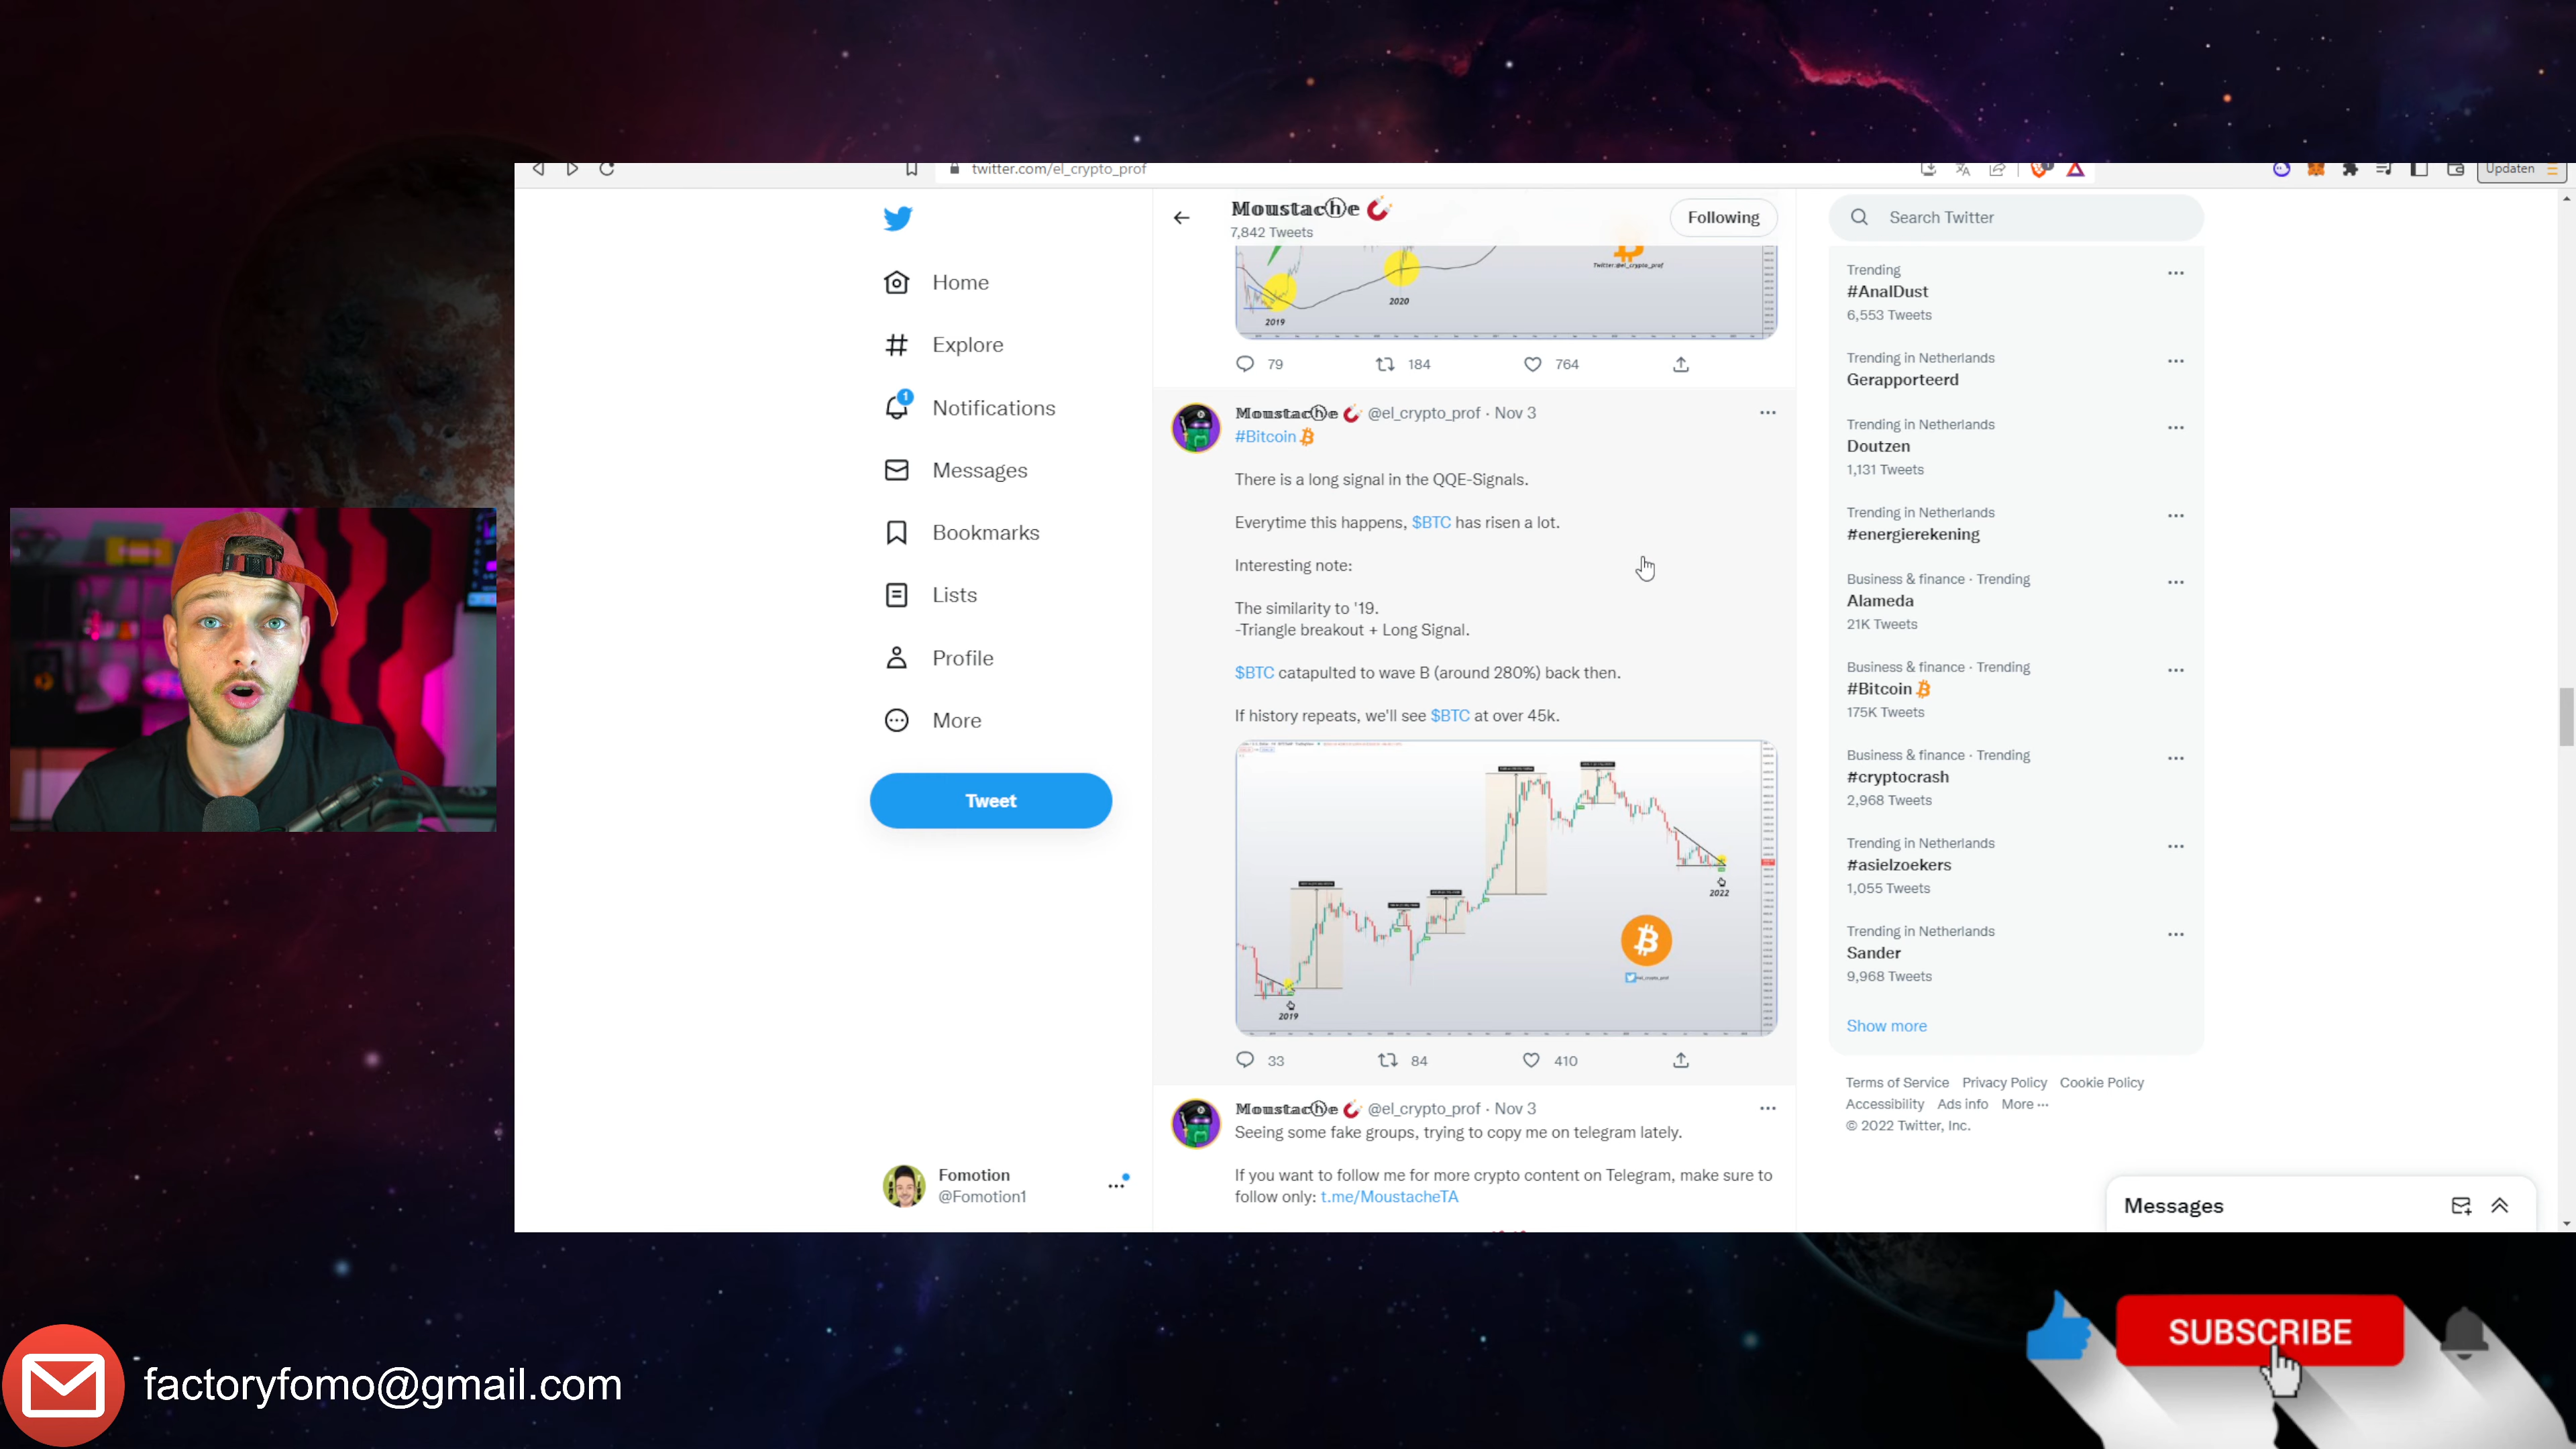 twitter.com/el_crypto_prof
Updaten
Home
Explore
1
Notifications
Messages
Bookmarks
Lists
Profile
More
Tweet
Fomotion
@Fomotion1
Moustacⓗe
7,842 Tweets
Following
Twitter:@el_crypto_prof
2019
2020
79
184
764
Moustacⓗe @el_crypto_prof · Nov 3
#Bitcoin
There is a long signal in the QQE-Signals.
Everytime this happens, $BTC has risen a lot.
Interesting note:
The similarity to '19.
-Triangle breakout + Long Signal.
$BTC catapulted to wave B (around 280%) back then.
If history repeats, we'll see $BTC at over 45k.
2022
2019
33
84
410
Moustacⓗe @el_crypto_prof · Nov 3
Seeing some fake groups, trying to copy me on telegram lately.
If you want to follow me for more crypto content on Telegram, make sure to
follow only: t.me/MoustacheTA
Search Twitter
Trending
#AnalDust
6,553 Tweets
Trending in Netherlands
Gerapporteerd
Trending in Netherlands
Doutzen
1,131 Tweets
Trending in Netherlands
#energierekening
Business & finance · Trending
Alameda
21K Tweets
Business & finance · Trending
#Bitcoin
175K Tweets
Business & finance · Trending
#cryptocrash
2,968 Tweets
Trending in Netherlands
#asielzoekers
1,055 Tweets
Trending in Netherlands
Sander
9,968 Tweets
Show more
Terms of Service Privacy Policy Cookie Policy
Accessibility Ads info More ···
© 2022 Twitter, Inc.
Messages
factoryfomo@gmail.com
SUBSCRIBE